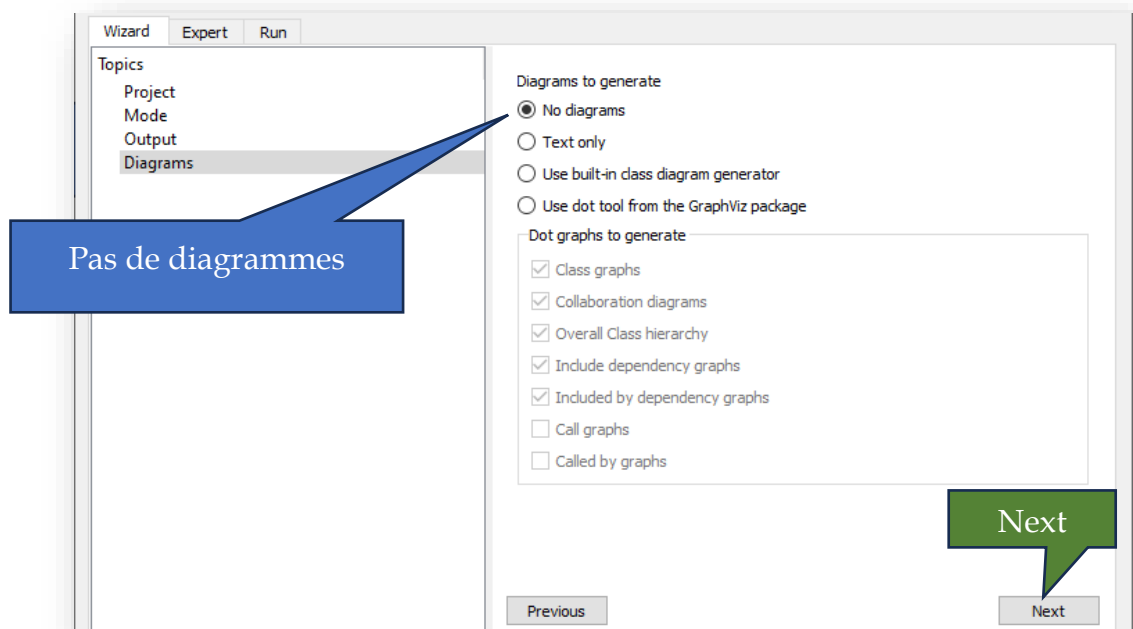 Wizard Expert Run
Topics
Project
Mode
Output
Diagrams
Pas de diagrammes
Diagrams to generate
No diagrams
Text only
Use built-in class diagram generator
Use dot tool from the GraphViz package
Dot graphs to generate
Class graphs
Collaboration diagrams
Overall Class hierarchy
Include dependency graphs
Included by dependency graphs
Call graphs
Called by graphs
Next
Previous Next